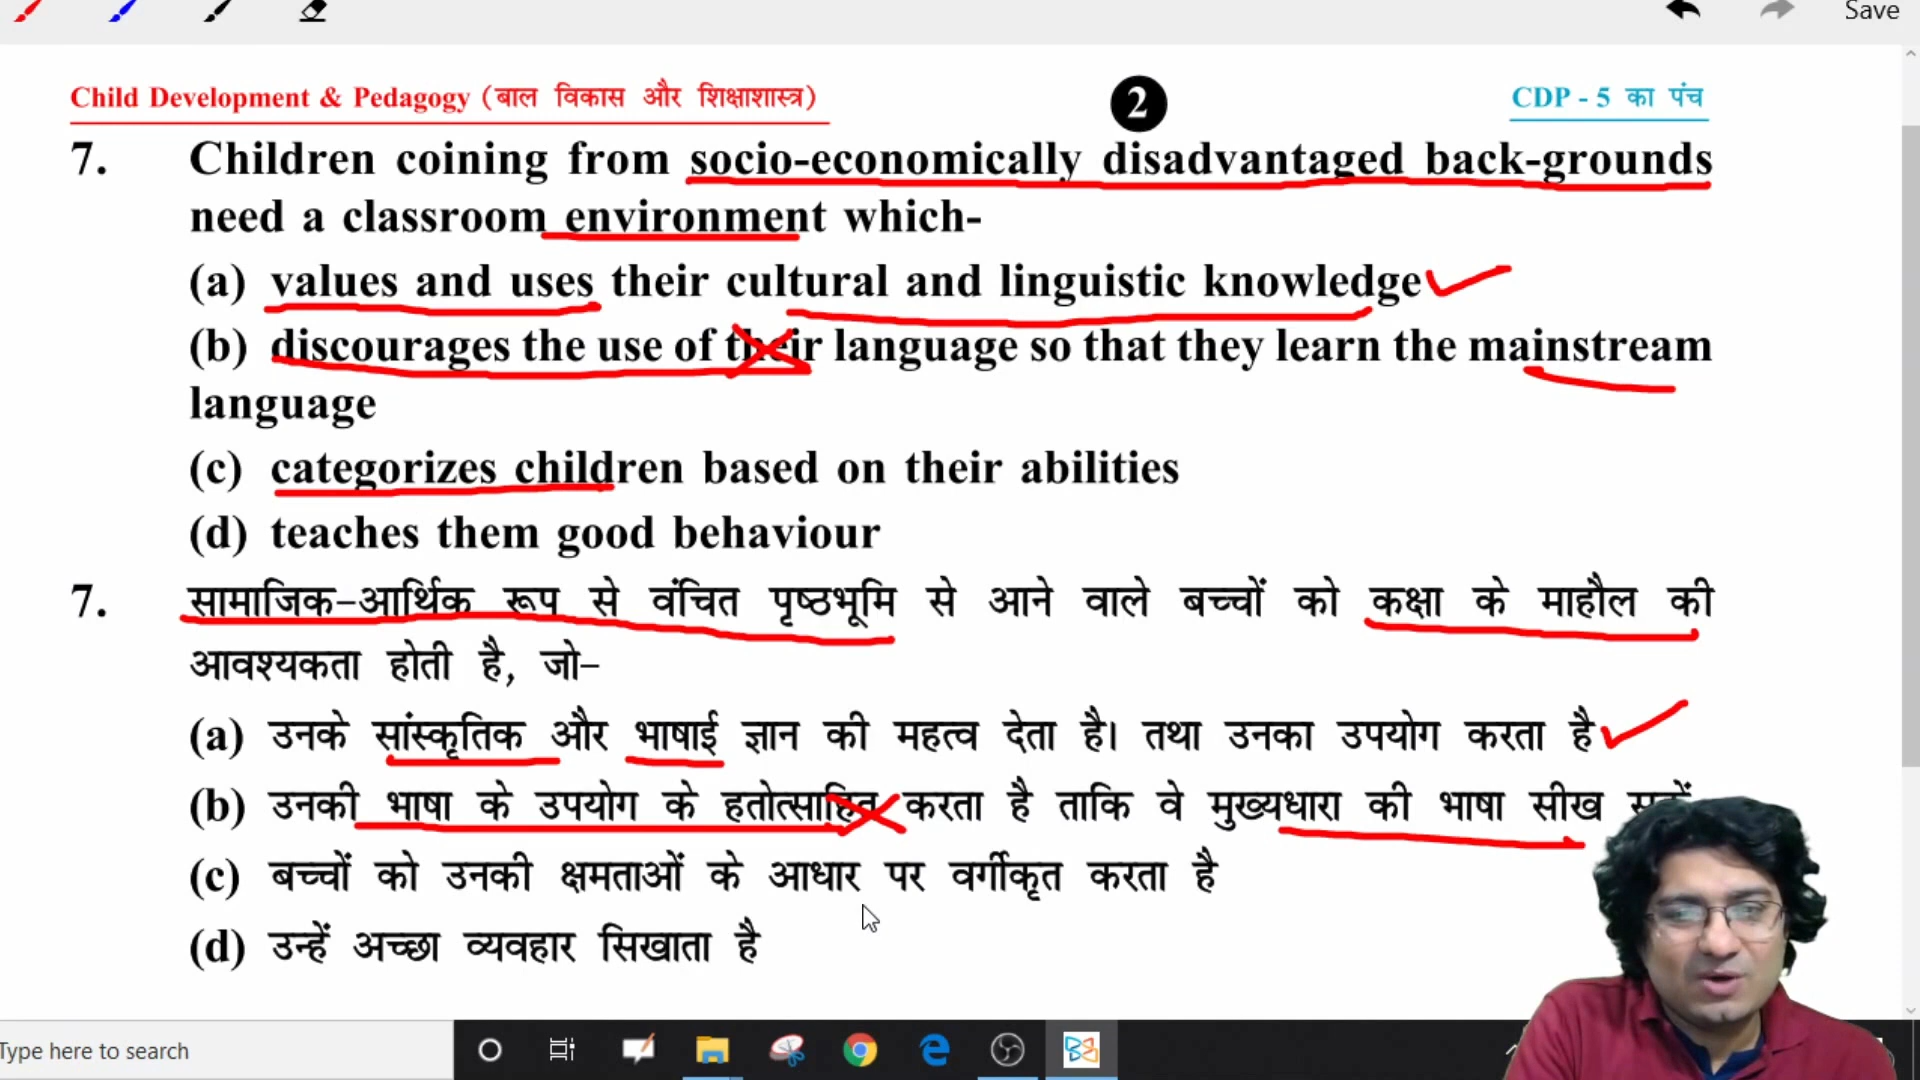 Save
Child Development & Pedagogy (बाल विकास और शिक्षाशास्त्र)
2
CDP - 5 का पंच
7. Children coining from socio-economically disadvantaged back-grounds
need a classroom environment which-
(a) values and uses their cultural and linguistic knowledge
(b) discourages the use of their language so that they learn the mainstream
language
(c) categorizes children based on their abilities
(d) teaches them good behaviour
7. सामाजिक-आर्थिक रूप से वंचित पृष्ठभूमि से आने वाले बच्चों को कक्षा के माहौल की
आवश्यकता होती है, जो-
(a) उनके सांस्कृतिक और भाषाई ज्ञान की महत्व देता है। तथा उनका उपयोग करता है
(b) उनकी भाषा के उपयोग के हतोत्साहित करता है ताकि वे मुख्यधारा की भाषा सीख
(c) बच्चों को उनकी क्षमताओं के आधार पर वर्गीकृत करता है
(d) उन्हें अच्छा व्यवहार सिखाता है
Type here to search